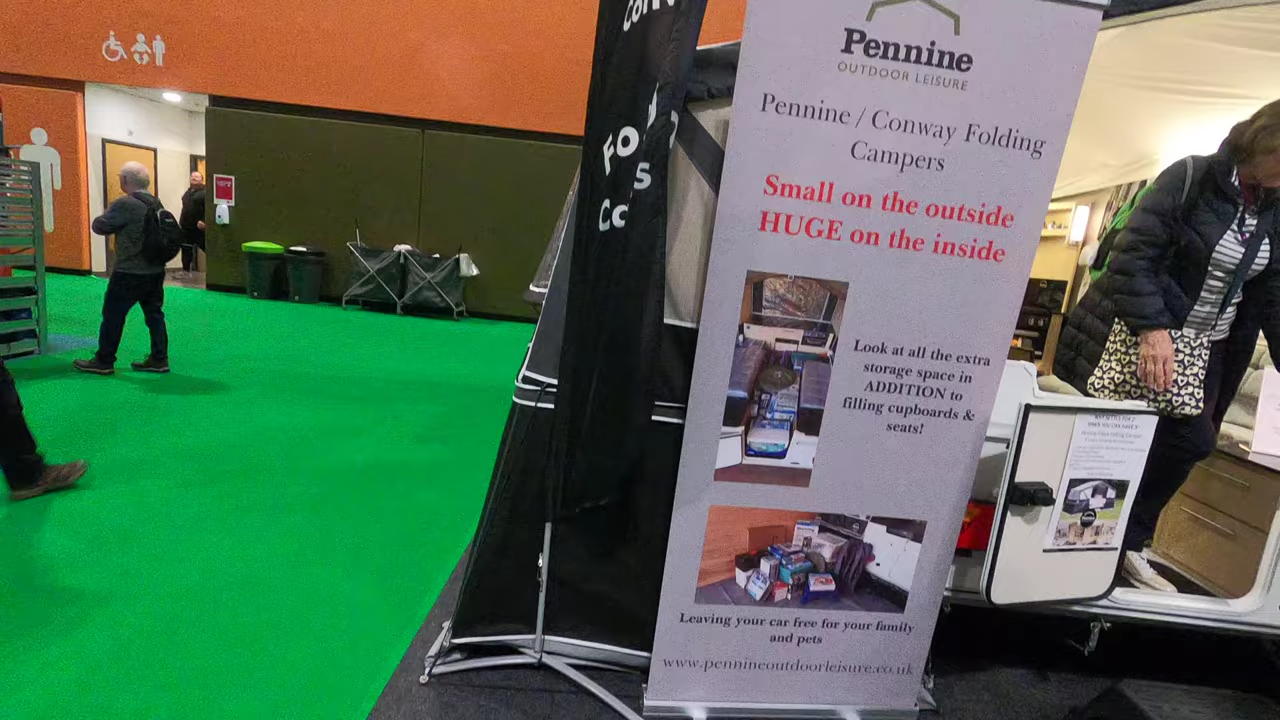 Pennine
OUTDOOR LEISURE
Pennine / Conway Folding
Campers
Small on the outside
HUGE on the inside
Look at all the extra
storage space in
ADDITION to
filling cupboards &
seats!
Leaving your car free for your family
and pets
www.pennineoutdoorleisure.co.uk